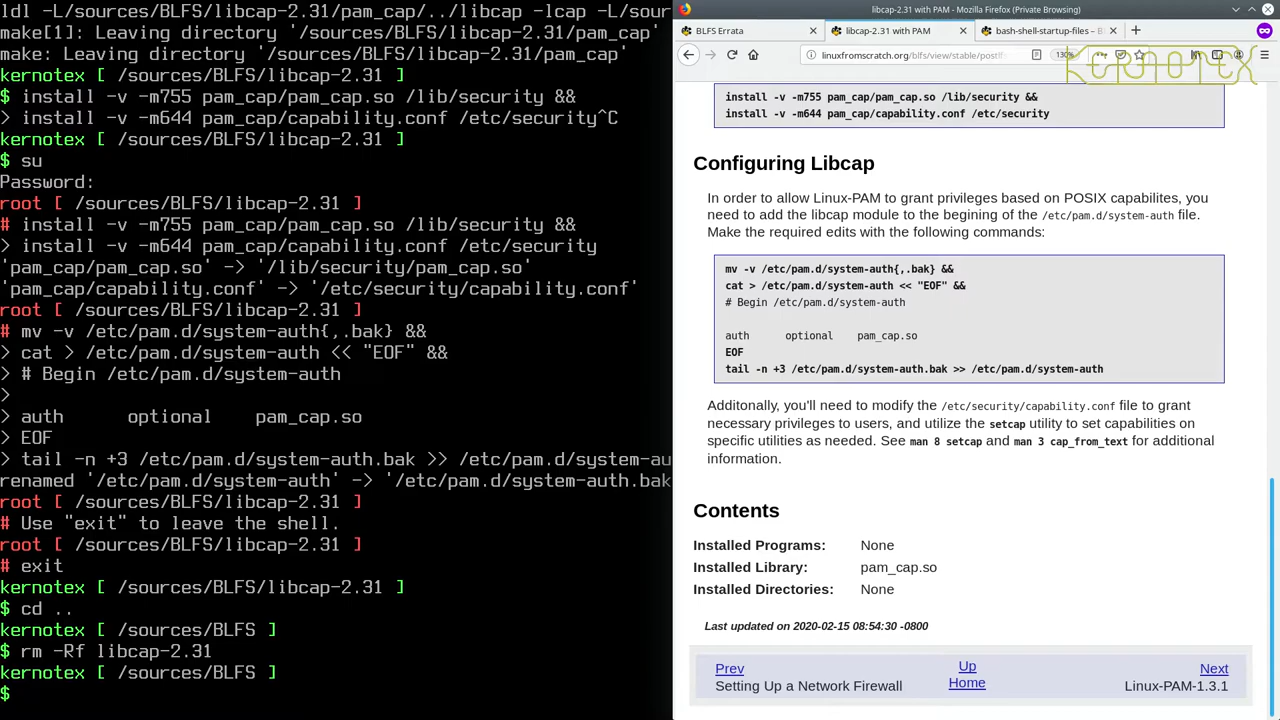 ldl -L/sources/BLFS/libcap-2.31/pam_cap/../libcap -lcap -L/sour
make[1]: Leaving directory '/sources/BLFS/libcap-2.31/pam_cap'
make: Leaving directory '/sources/BLFS/libcap-2.31/pam_cap'
kernotex [ /sources/BLFS/libcap-2.31 ]
$ install -v -m755 pam_cap/pam_cap.so /lib/security &&
> install -v -m644 pam_cap/capability.conf /etc/security^C
kernotex [ /sources/BLFS/libcap-2.31 ]
$ su
Password:
root [ /sources/BLFS/libcap-2.31 ]
# install -v -m755 pam_cap/pam_cap.so /lib/security &&
> install -v -m644 pam_cap/capability.conf /etc/security
'pam_cap/pam_cap.so' -> '/lib/security/pam_cap.so'
'pam_cap/capability.conf' -> '/etc/security/capability.conf'
root [ /sources/BLFS/libcap-2.31 ]
# mv -v /etc/pam.d/system-auth{,.bak} &&
> cat > /etc/pam.d/system-auth << "EOF" &&
> # Begin /etc/pam.d/system-auth
>
> auth      optional    pam_cap.so
> EOF
> tail -n +3 /etc/pam.d/system-auth.bak >> /etc/pam.d/system-au
renamed '/etc/pam.d/system-auth' -> '/etc/pam.d/system-auth.bak
root [ /sources/BLFS/libcap-2.31 ]
# Use "exit" to leave the shell.
root [ /sources/BLFS/libcap-2.31 ]
# exit
kernotex [ /sources/BLFS/libcap-2.31 ]
$ cd ..
kernotex [ /sources/BLFS ]
$ rm -Rf libcap-2.31
kernotex [ /sources/BLFS ]
$
libcap-2.31 with PAM - Mozilla Firefox (Private Browsing)
BLFS Errata
libcap-2.31 with PAM
bash-shell-startup-files – B
linuxfromscratch.org/blfs/view/stable/postlf
130%
KERNOTEX
install -v -m755 pam_cap/pam_cap.so /lib/security &&
install -v -m644 pam_cap/capability.conf /etc/security
Configuring Libcap
In order to allow Linux-PAM to grant privileges based on POSIX capabilites, you
need to add the libcap module to the begining of the /etc/pam.d/system-auth file.
Make the required edits with the following commands:
mv -v /etc/pam.d/system-auth{,.bak} &&
cat > /etc/pam.d/system-auth << "EOF" &&
# Begin /etc/pam.d/system-auth
auth      optional    pam_cap.so
EOF
tail -n +3 /etc/pam.d/system-auth.bak >> /etc/pam.d/system-auth
Additonally, you'll need to modify the /etc/security/capability.conf file to grant
necessary privileges to users, and utilize the setcap utility to set capabilities on
specific utilities as needed. See man 8 setcap and man 3 cap_from_text for additional
information.
Contents
Installed Programs: None
Installed Library: pam_cap.so
Installed Directories: None
Last updated on 2020-02-15 08:54:30 -0800
Prev
Up
Next
Setting Up a Network Firewall
Home
Linux-PAM-1.3.1